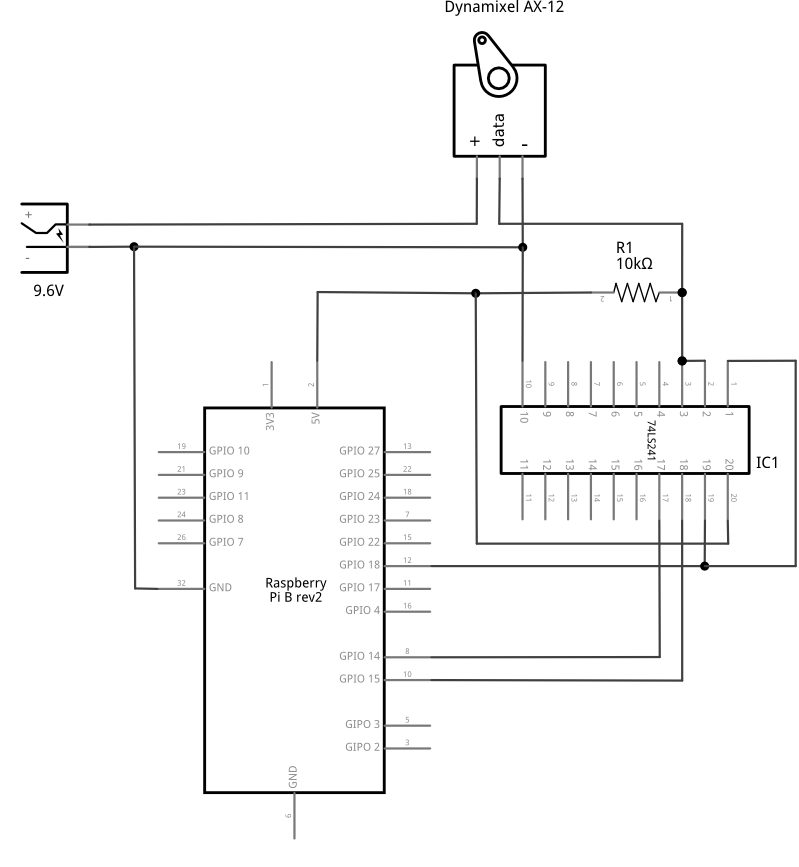 Dynamixel AX-12
+
data
-
+
-
9.6V
R1
10kΩ
2
1
1
2
3V3
5V
10
9
8
7
6
5
4
3
2
1
10
9
8
7
6
5
4
3
2
1
74LS241
IC1
11
12
13
14
15
16
17
18
19
20
11
12
13
14
15
16
17
18
19
20
19 GPIO 10
GPIO 27 13
21 GPIO 9
GPIO 25 22
23 GPIO 11
GPIO 24 18
24 GPIO 8
GPIO 23 7
26 GPIO 7
GPIO 22 15
GPIO 18 12
32 GND
GPIO 17 11
Raspberry
Pi B rev2
GPIO 4 16
GPIO 14 8
GPIO 15 10
GIPO 3 5
GIPO 2 3
GND
6